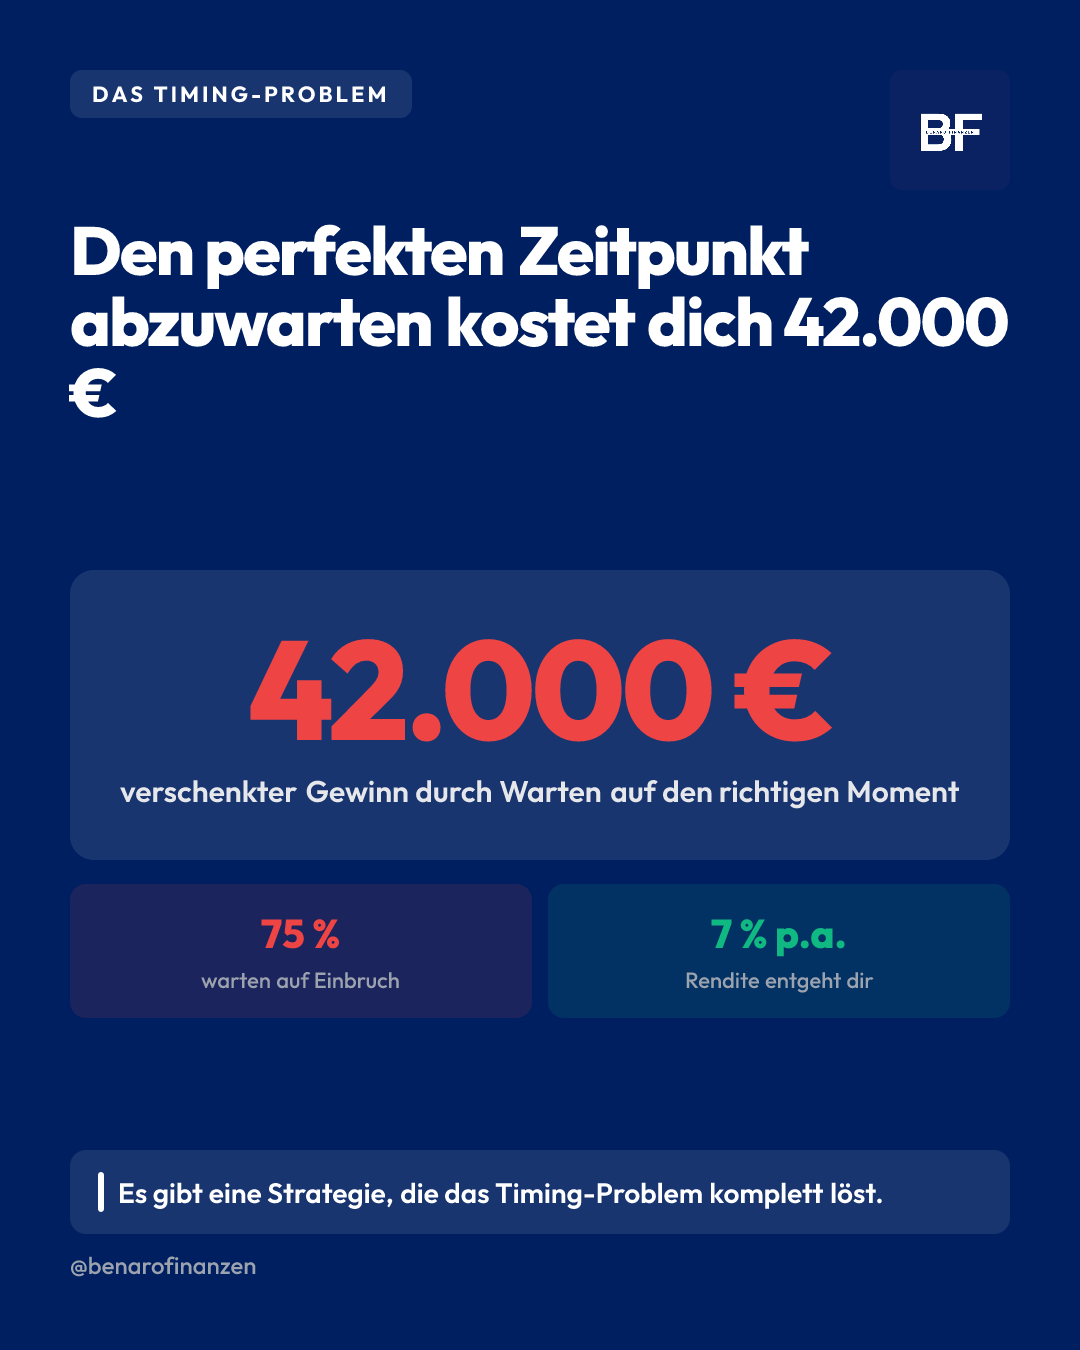 DAS TIMING-PROBLEM
BF
Den perfekten Zeitpunkt
abzuwarten kostet dich 42.000
€
42.000 €
verschenkter Gewinn durch Warten auf den richtigen Moment
75 %
warten auf Einbruch
7 % p.a.
Rendite entgeht dir
Es gibt eine Strategie, die das Timing-Problem komplett löst.
@benarofinanzen